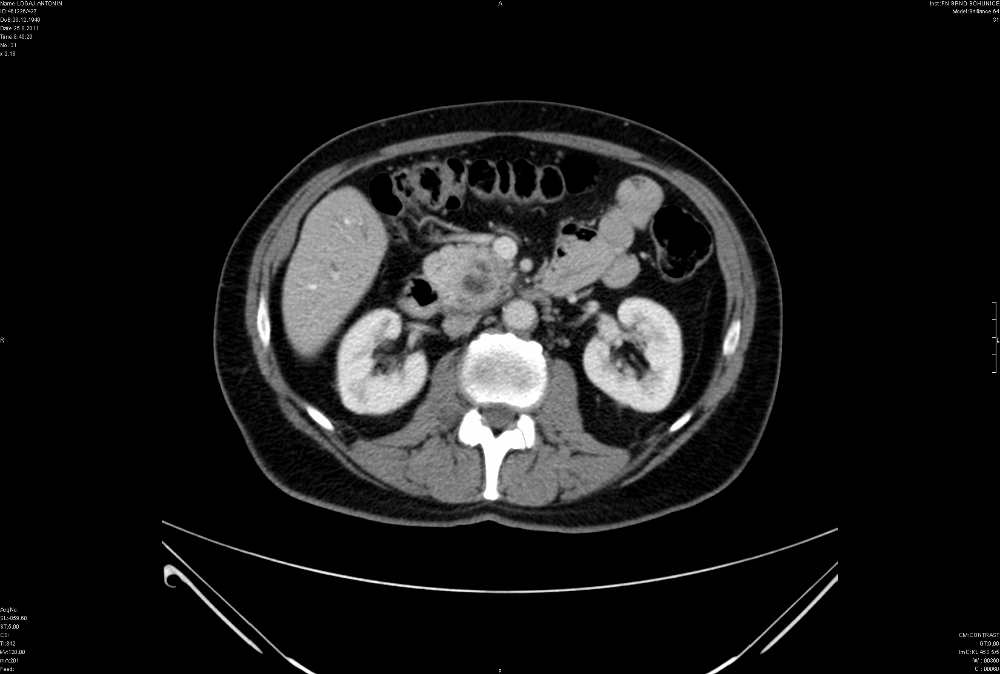 Name:LOGAJ ANTONIN
ID:461226/427
DoB:26.12.1946
Date:25.8.2011
Time:8:46:26
No.:31
x 2.18
A
Inst:FN BRNO BOHUNICE
Model:Brilliance 64
31
R
L
AcqNo:
SL:-859.60
ST:5.00
CS:
TI:842
kV:120.00
mA:201
Feed:
P
CM:CONTRAST
GT:0.00
ImC:KL 45S 5/5
W : 00360
C : 00060